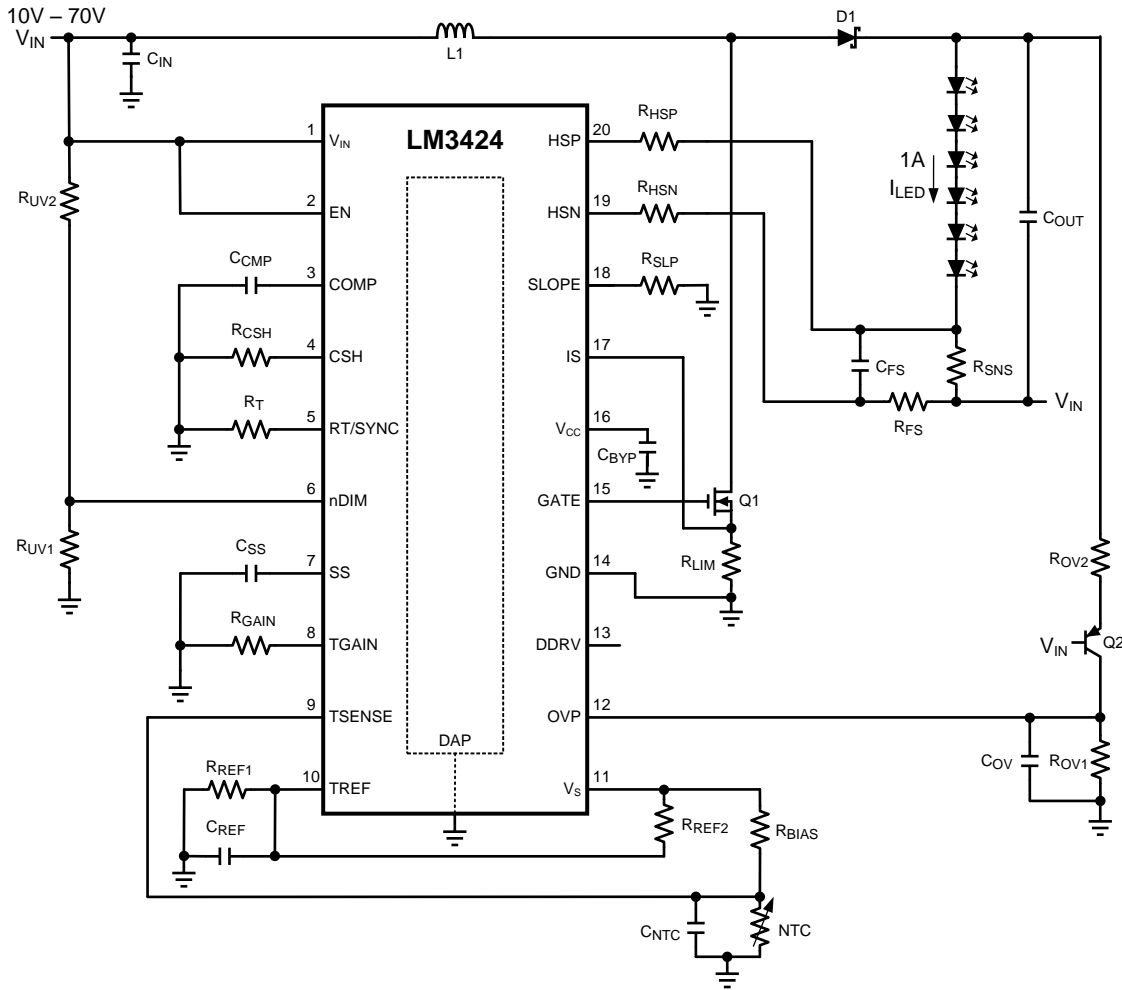 10V – 70V
VIN
CIN
L1
D1
LM3424
1
VIN
2
EN
3
COMP
4
CSH
5
RT/SYNC
6
nDIM
7
SS
8
TGAIN
9
TSENSE
10
TREF
DAP
20
HSP
19
HSN
18
SLOPE
17
IS
16
VCC
15
GATE
14
GND
13
DDRV
12
OVP
11
VS
RUV2
RUV1
CCMP
RCSH
RT
CSS
RGAIN
RREF1
CREF
RHSP
RHSN
RSLP
CBYP
Q1
RLIM
1A
ILED
COUT
CFS
RSNS
RFS
VIN
ROV2
VIN
Q2
COV
ROV1
RREF2
RBIAS
CNTC
NTC